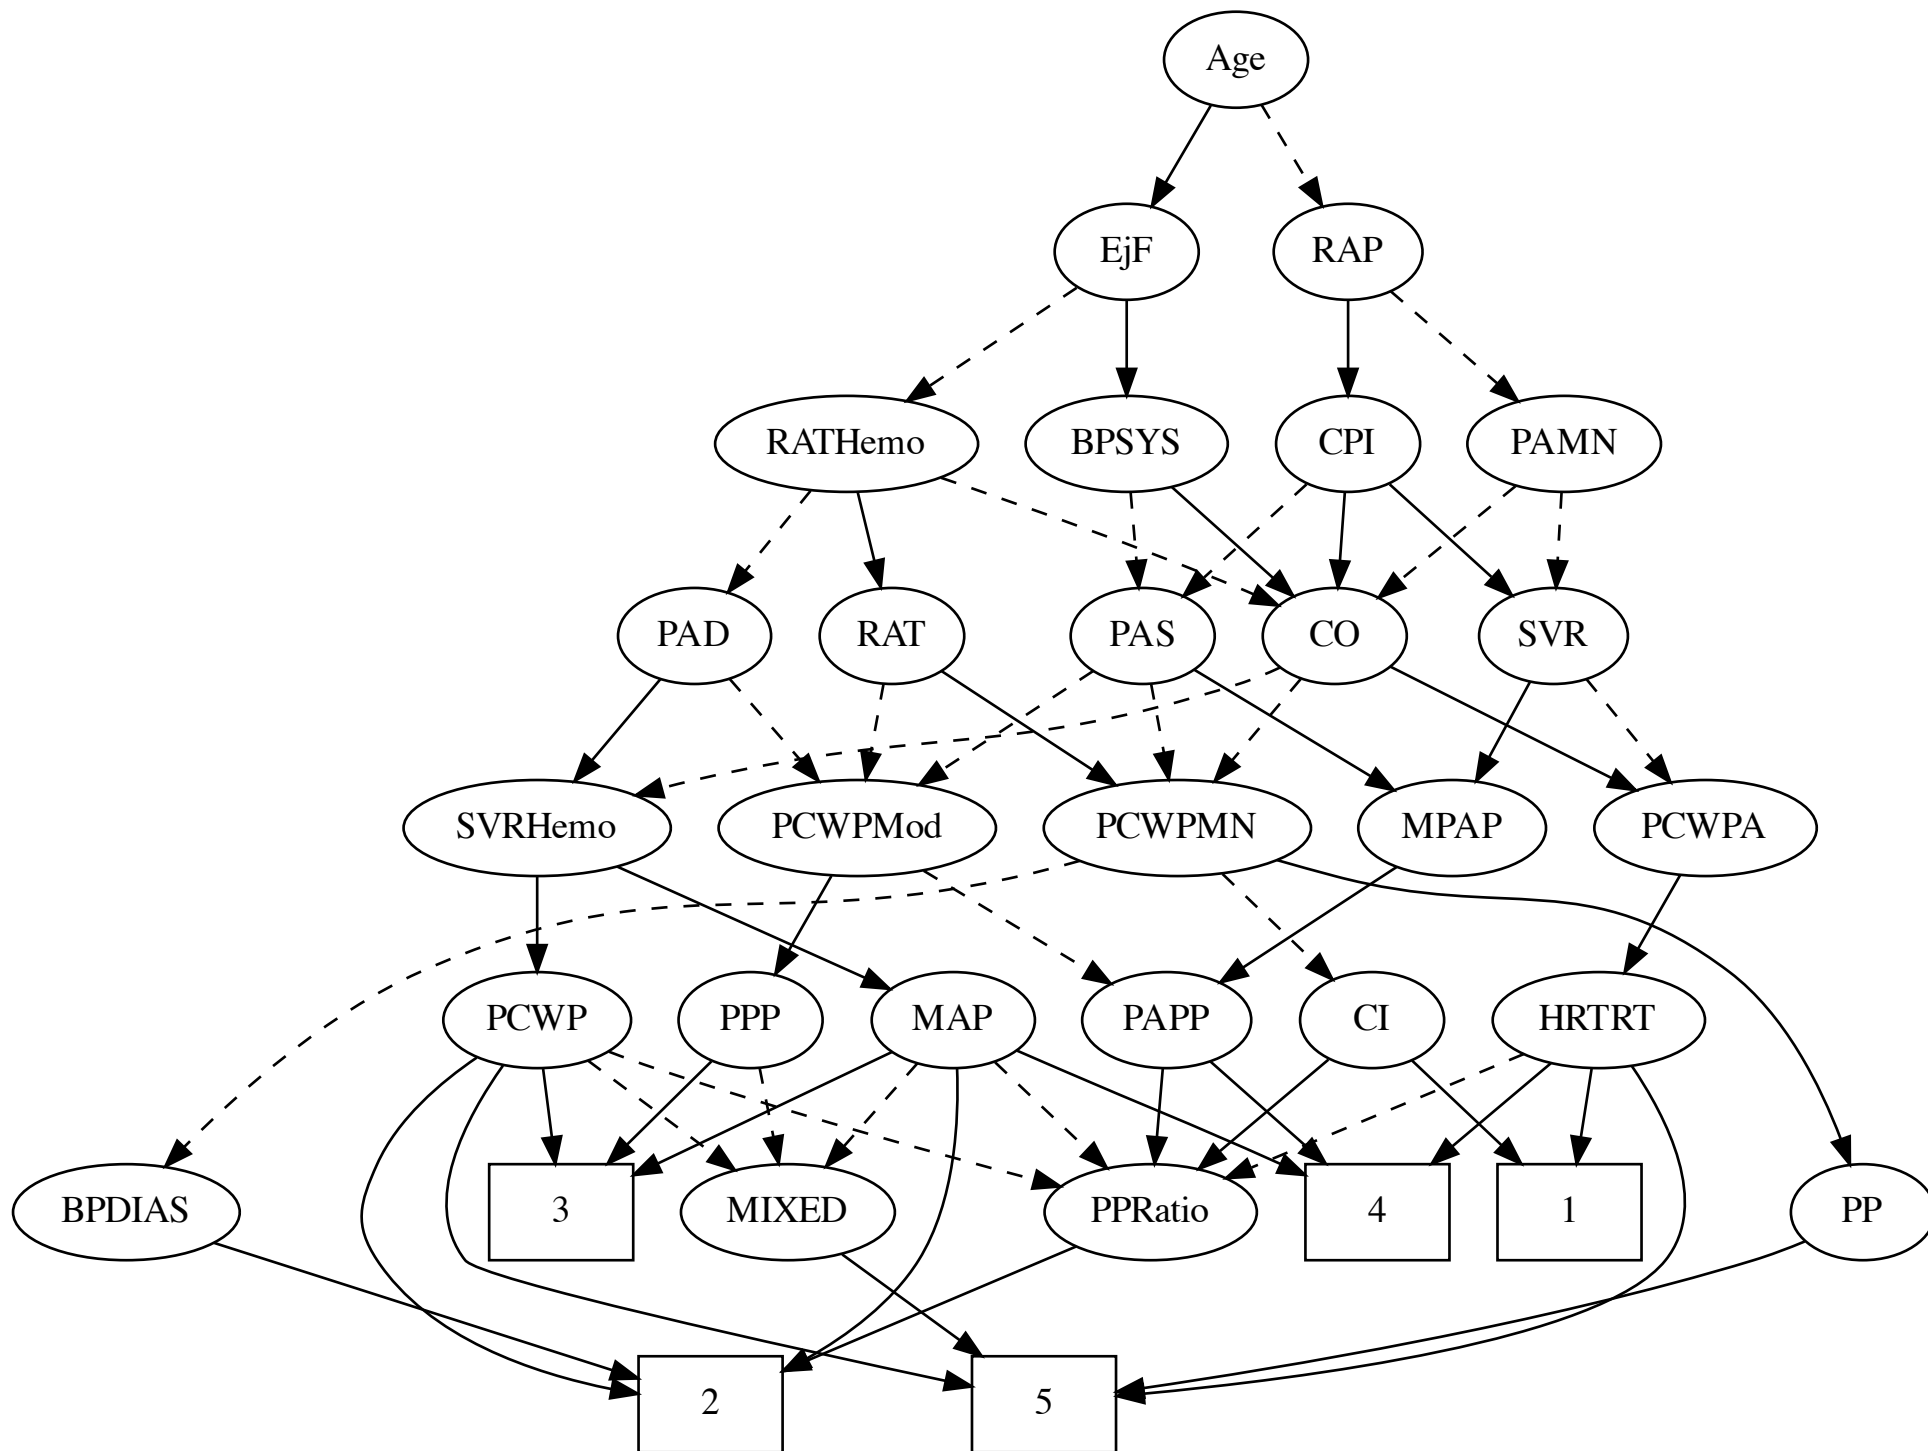 Age
EjF
RAP
RATHemo
BPSYS
CPI
PAMN
PAD
RAT
PAS
CO
SVR
SVRHemo
PCWPMod
PCWPMN
MPAP
PCWPA
PCWP
PPP
MAP
PAPP
CI
HRTRT
BPDIAS
3
MIXED
PPRatio
4
1
PP
2
5